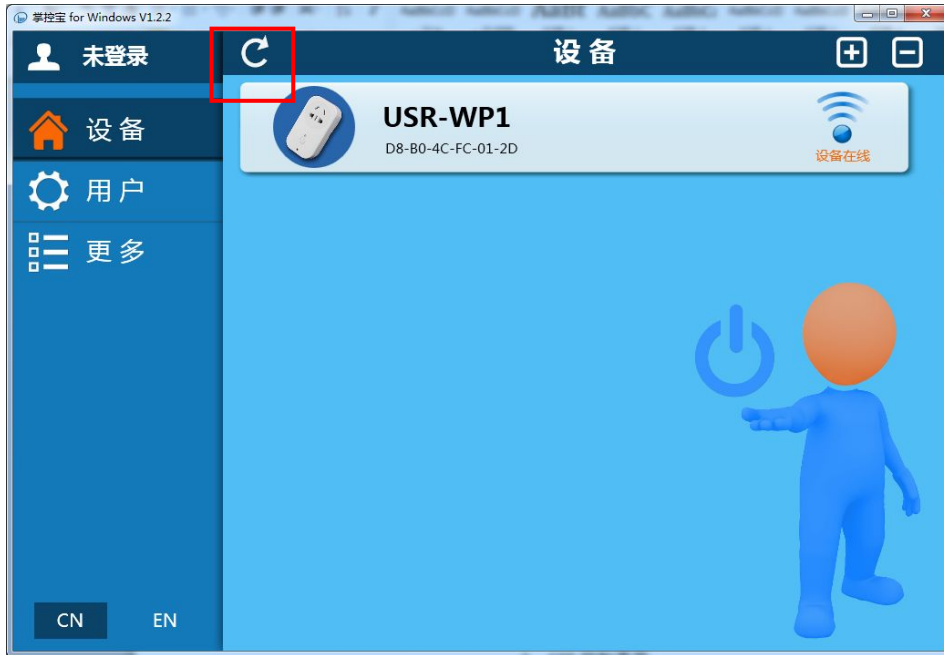 掌控宝 for Windows V1.2.2
未登录
设备
设备
用户
更多
USR-WP1
D8-B0-4C-FC-01-2D
设备在线
CN
EN